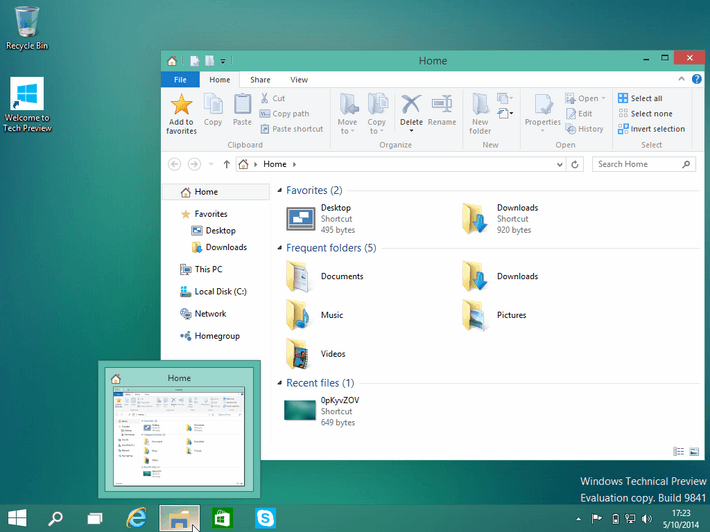 Recycle Bin
Welcome to
Tech Preview
Home
File
Home
Share
View
Add to
favorites
Copy
Paste
Cut
Copy path
Paste shortcut
Clipboard
Move
to
Copy
to
Delete
Rename
Organize
New
folder
New
Properties
Open
Edit
History
Open
Select all
Select none
Invert selection
Select
Home
Search Home
Home
Favorites
Desktop
Downloads
This PC
Local Disk (C:)
Network
Homegroup
Favorites (2)
Desktop
Shortcut
495 bytes
Downloads
Shortcut
920 bytes
Frequent folders (5)
Documents
Downloads
Music
Pictures
Videos
Recent files (1)
0pKyvZOV
Shortcut
649 bytes
Home
Windows Technical Preview
Evaluation copy. Build 9841
17:23
5/10/2014